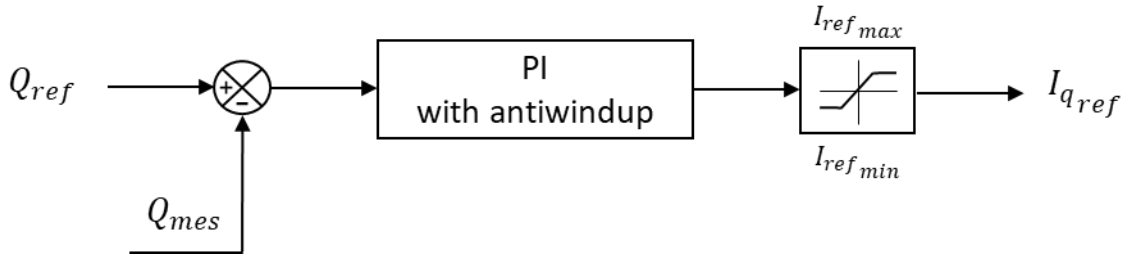 I_{ref_{max}}
Q_{ref}
+
−
PI
with antiwindup
I_{q_{ref}}
I_{ref_{min}}
Q_{mes}